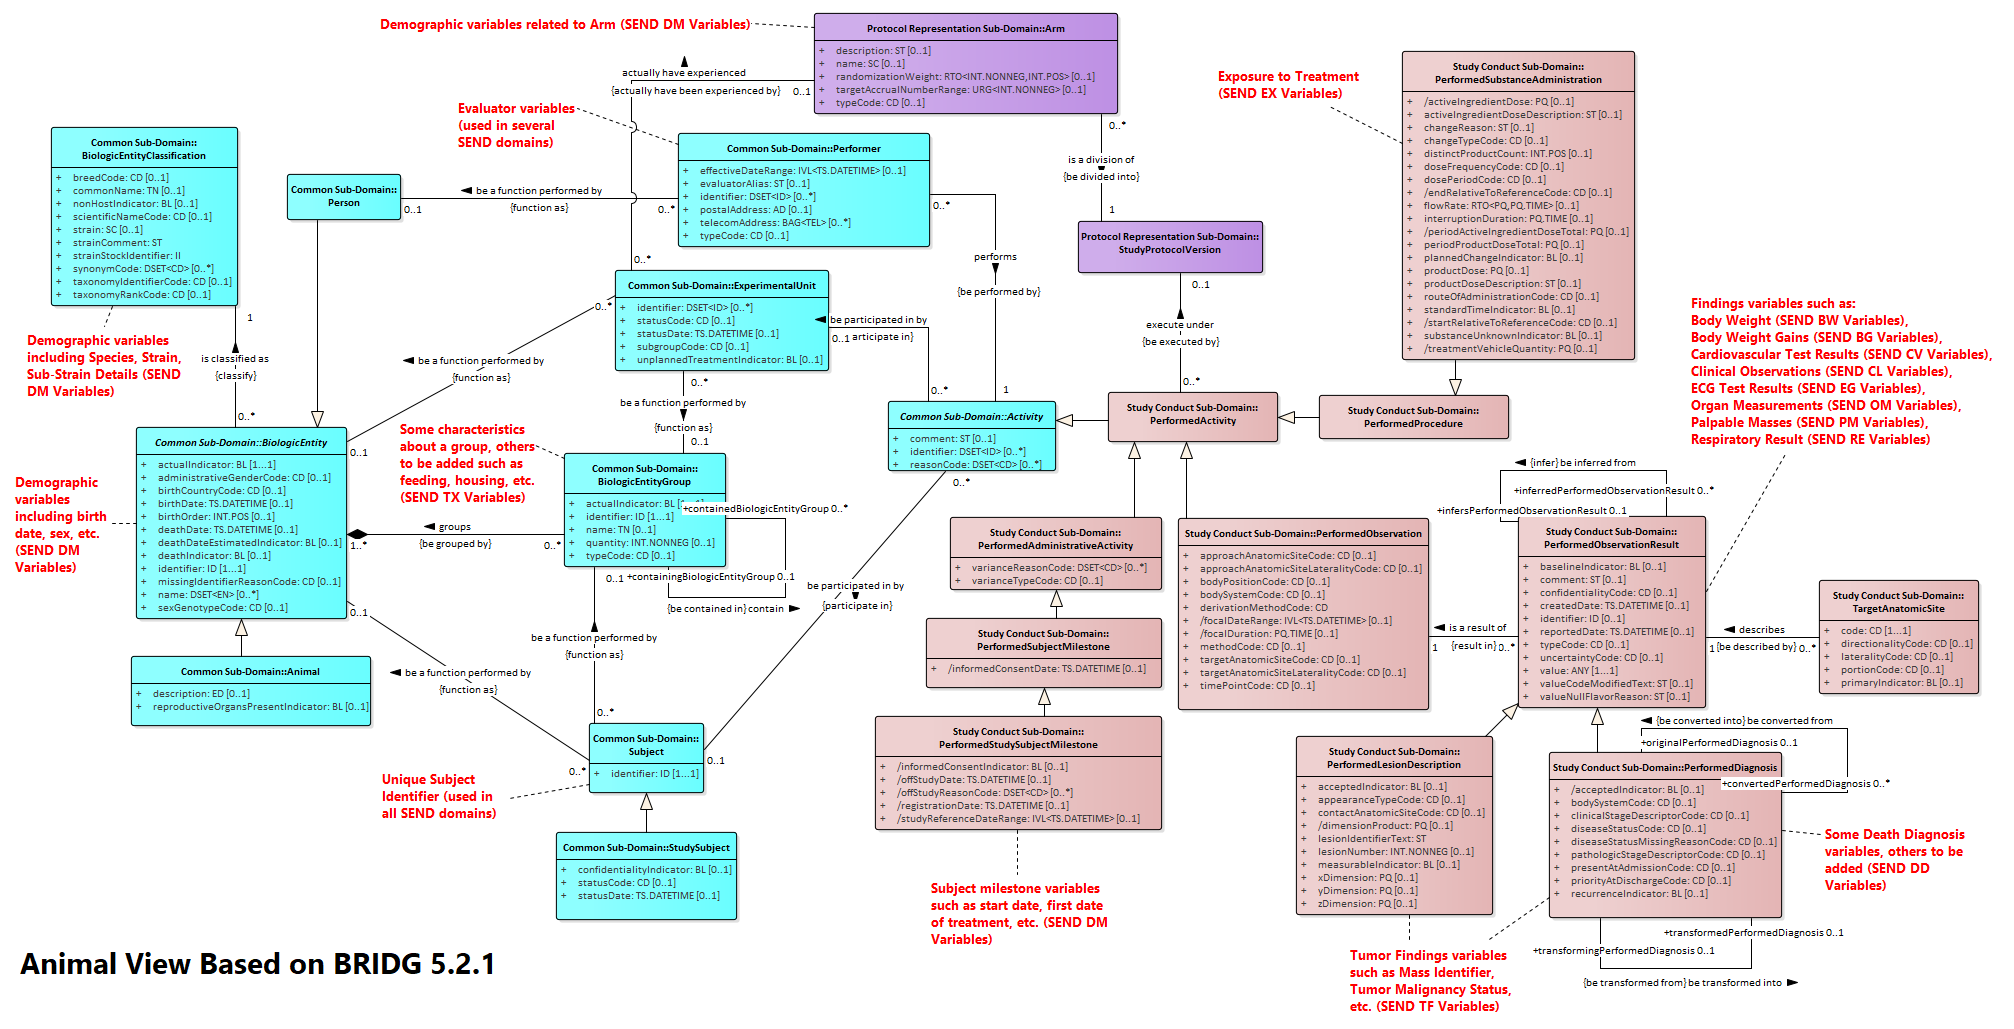 Demographic variables related to Arm (SEND DM Variables)
Protocol Representation Sub-Domain::Arm
+ description: ST [0..1]
+ name: SC [0..1]
+ randomizationWeight: RTO<INT.NONNEG,INT.POS> [0..1]
+ targetAccrualNumberRange: URG<INT.NONNEG> [0..1]
+ typeCode: CD [0..1]
actually have experienced
{actually have been experienced by}
0..1
0..*
is a division of
{be divided into}
1
Protocol Representation Sub-Domain::
StudyProtocolVersion
0..1
execute under
{be executed by}
0..*
Exposure to Treatment
(SEND EX Variables)
Study Conduct Sub-Domain::
PerformedSubstanceAdministration
+ /activeIngredientDose: PQ [0..1]
+ activeIngredientDoseDescription: ST [0..1]
+ changeReason: ST [0..1]
+ changeTypeCode: CD [0..1]
+ distinctProductCount: INT.POS [0..1]
+ doseFrequencyCode: CD [0..1]
+ dosePeriodCode: CD [0..1]
+ /endRelativeToReferenceCode: CD [0..1]
+ flowRate: RTO<PQ,PQ.TIME> [0..1]
+ interruptionDuration: PQ.TIME [0..1]
+ /periodActiveIngredientDoseTotal: PQ [0..1]
+ periodProductDoseTotal: PQ [0..1]
+ plannedChangeIndicator: BL [0..1]
+ productDose: PQ [0..1]
+ productDoseDescription: ST [0..1]
+ routeOfAdministrationCode: CD [0..1]
+ standardTimeIndicator: BL [0..1]
+ /startRelativeToReferenceCode: CD [0..1]
+ substanceUnknownIndicator: BL [0..1]
+ /treatmentVehicleQuantity: PQ [0..1]
Evaluator variables
(used in several
SEND domains)
Common Sub-Domain::Performer
+ effectiveDateRange: IVL<TS.DATETIME> [0..1]
+ evaluatorAlias: ST [0..1]
+ identifier: DSET<ID> [0..*]
+ postalAddress: AD [0..1]
+ telecomAddress: BAG<TEL> [0..*]
+ typeCode: CD [0..1]
be a function performed by
{function as}
0..1
0..*
0..*
performs
{be performed by}
1
Common Sub-Domain::
Person
Common Sub-Domain::
BiologicEntityClassification
+ breedCode: CD [0..1]
+ commonName: TN [0..1]
+ nonHostIndicator: BL [0..1]
+ scientificNameCode: CD [0..1]
+ strain: SC [0..1]
+ strainComment: ST
+ strainStockIdentifier: II
+ synonymCode: DSET<CD> [0..*]
+ taxonomyIdentifierCode: CD [0..1]
+ taxonomyRankCode: CD [0..1]
Demographic variables
including Species, Strain,
Sub-Strain Details (SEND
DM Variables)
1
is classified as
{classify}
0..*
0..*
Common Sub-Domain::ExperimentalUnit
+ identifier: DSET<ID> [0..*]
+ statusCode: CD [0..1]
+ statusDate: TS.DATETIME [0..1]
+ subgroupCode: CD [0..1]
+ unplannedTreatmentIndicator: BL [0..1]
0..*
be a function performed by
{function as}
0..1
be participated in by
0..1 articipate in}
0..*
0..*
be a function performed by
{function as}
0..1
Findings variables such as:
Body Weight (SEND BW Variables),
Body Weight Gains (SEND BG Variables),
Cardiovascular Test Results (SEND CV Variables),
Clinical Observations (SEND CL Variables),
ECG Test Results (SEND EG Variables),
Organ Measurements (SEND OM Variables),
Palpable Masses (SEND PM Variables),
Respiratory Result (SEND RE Variables)
Common Sub-Domain::Activity
+ comment: ST [0..1]
+ identifier: DSET<ID> [0..*]
+ reasonCode: DSET<CD> [0..*]
0..*
Study Conduct Sub-Domain::
PerformedActivity
Study Conduct Sub-Domain::
PerformedProcedure
Demographic
variables
including birth
date, sex, etc.
(SEND DM
Variables)
Common Sub-Domain::BiologicEntity
+ actualIndicator: BL [1...1]
+ administrativeGenderCode: CD [0..1]
+ birthCountryCode: CD [0..1]
+ birthDate: TS.DATETIME [0..1]
+ birthOrder: INT.POS [0..1]
+ deathDate: TS.DATETIME [0..1]
+ deathDateEstimatedIndicator: BL [0..1]
+ deathIndicator: BL [0..1]
+ identifier: ID [1...1]
+ missingIdentifierReasonCode: CD [0..1]
+ name: DSET<EN> [0..*]
+ sexGenotypeCode: CD [0..1]
groups
{be grouped by}
1..*
0..*
0..1
Some characteristics
about a group, others
to be added such as
feeding, housing, etc.
(SEND TX Variables)
Common Sub-Domain::
BiologicEntityGroup
+ actualIndicator: BL [1...1]
+ identifier: ID [1...1]
+ name: TN [0..1]
+ quantity: INT.NONNEG [0..1]
+ typeCode: CD [0..1]
+containedBiologicEntityGroup 0..*
+containingBiologicEntityGroup 0..1
{be contained in} contain
0..1
be a function performed by
{function as}
0..*
be participated in by
{participate in}
0..1
Common Sub-Domain::Animal
+ description: ED [0..1]
+ reproductiveOrgansPresentIndicator: BL [0..1]
be a function performed by
{function as}
0..*
Common Sub-Domain::
Subject
+ identifier: ID [1...1]
Unique Subject
Identifier (used in
all SEND domains)
Common Sub-Domain::StudySubject
+ confidentialityIndicator: BL [0..1]
+ statusCode: CD [0..1]
+ statusDate: TS.DATETIME [0..1]
Study Conduct Sub-Domain::
PerformedAdministrativeActivity
+ varianceReasonCode: DSET<CD> [0..*]
+ varianceTypeCode: CD [0..1]
Study Conduct Sub-Domain::
PerformedSubjectMilestone
+ /informedConsentDate: TS.DATETIME [0..1]
Study Conduct Sub-Domain::
PerformedStudySubjectMilestone
+ /informedConsentIndicator: BL [0..1]
+ /offStudyDate: TS.DATETIME [0..1]
+ /offStudyReasonCode: DSET<CD> [0..*]
+ /registrationDate: TS.DATETIME [0..1]
+ /studyReferenceDateRange: IVL<TS.DATETIME> [0..1]
Subject milestone variables
such as start date, first date
of treatment, etc. (SEND DM
Variables)
Study Conduct Sub-Domain::PerformedObservation
+ approachAnatomicSiteCode: CD [0..1]
+ approachAnatomicSiteLateralityCode: CD [0..1]
+ bodyPositionCode: CD [0..1]
+ bodySystemCode: CD [0..1]
+ derivationMethodCode: CD
+ /focalDateRange: IVL<TS.DATETIME> [0..1]
+ /focalDuration: PQ.TIME [0..1]
+ methodCode: CD [0..1]
+ targetAnatomicSiteCode: CD [0..1]
+ targetAnatomicSiteLateralityCode: CD [0..1]
+ timePointCode: CD [0..1]
is a result of
1 {result in} 0..*
{infer} be inferred from
+inferredPerformedObservationResult 0..*
+infersPerformedObservationResult 0..1
Study Conduct Sub-Domain::
PerformedObservationResult
+ baselineIndicator: BL [0..1]
+ comment: ST [0..1]
+ confidentialityCode: CD [0..1]
+ createdDate: TS.DATETIME [0..1]
+ identifier: ID [0..1]
+ reportedDate: TS.DATETIME [0..1]
+ typeCode: CD [0..1]
+ uncertaintyCode: CD [0..1]
+ value: ANY [1...1]
+ valueCodeModifiedText: ST [0..1]
+ valueNullFlavorReason: ST [0..1]
describes
1 {be described by} 0..*
Study Conduct Sub-Domain::
TargetAnatomicSite
+ code: CD [1...1]
+ directionalityCode: CD [0..1]
+ lateralityCode: CD [0..1]
+ portionCode: CD [0..1]
+ primaryIndicator: BL [0..1]
Study Conduct Sub-Domain::
PerformedLesionDescription
+ acceptedIndicator: BL [0..1]
+ appearanceTypeCode: CD [0..1]
+ contactAnatomicSiteCode: CD [0..1]
+ /dimensionProduct: PQ [0..1]
+ lesionIdentifierText: ST
+ lesionNumber: INT.NONNEG [0..1]
+ measurableIndicator: BL [0..1]
+ xDimension: PQ [0..1]
+ yDimension: PQ [0..1]
+ zDimension: PQ [0..1]
{be converted into} be converted from
+originalPerformedDiagnosis 0..1
Study Conduct Sub-Domain::PerformedDiagnosis
+convertedPerformedDiagnosis 0..*
+ /acceptedIndicator: BL [0..1]
+ bodySystemCode: CD [0..1]
+ clinicalStageDescriptorCode: CD [0..1]
+ diseaseStatusCode: CD [0..1]
+ diseaseStatusMissingReasonCode: CD [0..1]
+ pathologicStageDescriptorCode: CD [0..1]
+ presentAtAdmissionCode: CD [0..1]
+ priorityAtDischargeCode: CD [0..1]
+ recurrenceIndicator: BL [0..1]
Some Death Diagnosis
variables, others to be
added (SEND DD
Variables)
+transformedPerformedDiagnosis 0..1
+transformingPerformedDiagnosis 0..1
{be transformed from} be transformed into
Tumor Findings variables
such as Mass Identifier,
Tumor Malignancy Status,
etc. (SEND TF Variables)
Animal View Based on BRIDG 5.2.1